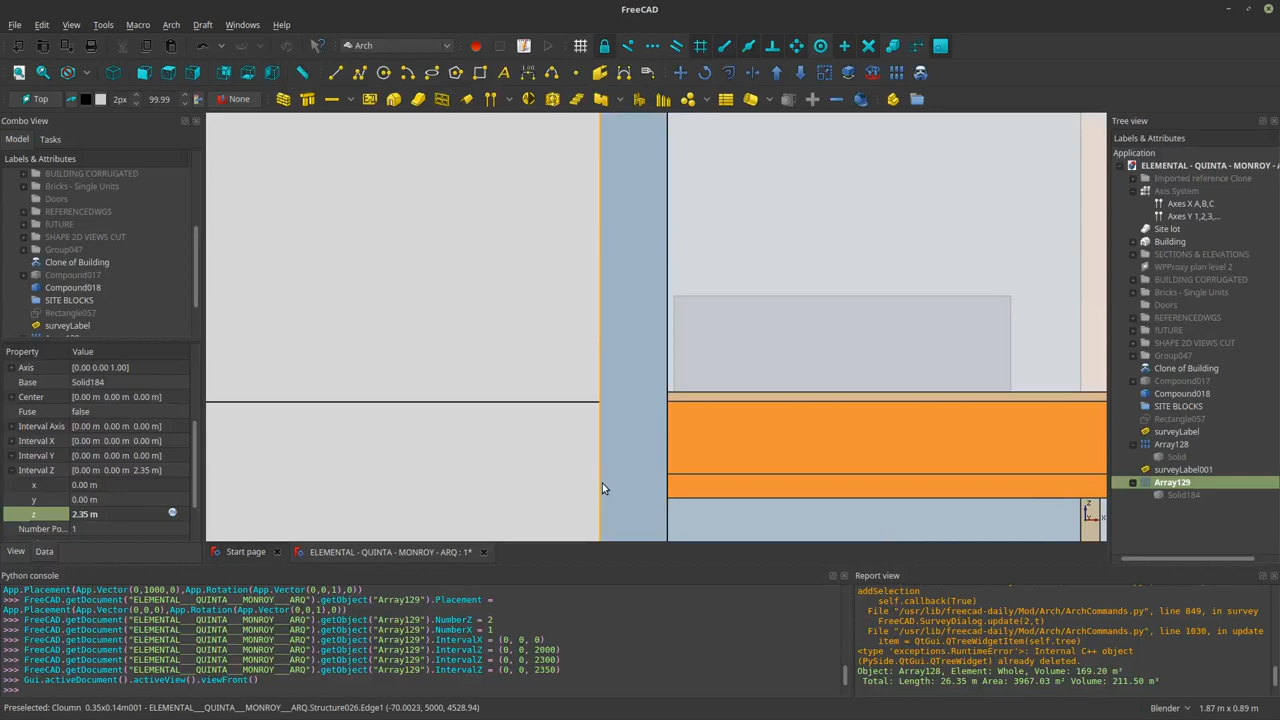 FreeCAD
File Edit View Tools Macro Arch Draft Windows Help
Arch
Top 2px 99.99 None
Combo View
Model Tasks
Labels & Attributes
BUILDING CORRUGATED
Bricks - Single Units
Doors
REFERENCEDWGS
fUTURE
SHAPE 2D VIEWS CUT
Group047
Clone of Building
Compound017
Compound018
SITE BLOCKS
Rectangle057
surveyLabel
Property Value
Axis [0.00 0.00 1.00]
Base Solid184
Center [0.00 m 0.00 m 0.00 m]
Fuse false
Interval Axis [0.00 m 0.00 m 0.00 m]
Interval X [0.00 m 0.00 m 0.00 m]
Interval Y [0.00 m 0.00 m 0.00 m]
Interval Z [0.00 m 0.00 m 2.35 m]
x 0.00 m
y 0.00 m
z 2.35 m
Number Po... 1
View Data
Start page
ELEMENTAL - QUINTA - MONROY - ARQ : 1*
z
x
Tree view
Labels & Attributes
Application
ELEMENTAL - QUINTA - MONROY -
Imported reference Clone
Axis System
Axes X A,B,C
Axes Y 1,2,3,...
Site lot
Building
SECTIONS & ELEVATIONS
WPProxy plan level 2
BUILDING CORRUGATED
Bricks - Single Units
Doors
REFERENCEDWGS
fUTURE
SHAPE 2D VIEWS CUT
Group047
Clone of Building
Compound017
Compound018
SITE BLOCKS
Rectangle057
surveyLabel
Array128
Solid
surveyLabel001
Array129
Solid184
Python console
App.Placement(App.Vector(0,1000,0),App.Rotation(App.Vector(0,0,1),0))
>>> FreeCAD.getDocument("ELEMENTAL___QUINTA___MONROY___ARQ").getObject("Array129").Placement =
App.Placement(App.Vector(0,0,0),App.Rotation(App.Vector(0,0,1),0))
>>> FreeCAD.getDocument("ELEMENTAL___QUINTA___MONROY___ARQ").getObject("Array129").NumberZ = 2
>>> FreeCAD.getDocument("ELEMENTAL___QUINTA___MONROY___ARQ").getObject("Array129").NumberX = 1
>>> FreeCAD.getDocument("ELEMENTAL___QUINTA___MONROY___ARQ").getObject("Array129").IntervalX = (0, 0, 0)
>>> FreeCAD.getDocument("ELEMENTAL___QUINTA___MONROY___ARQ").getObject("Array129").IntervalZ = (0, 0, 2000)
>>> FreeCAD.getDocument("ELEMENTAL___QUINTA___MONROY___ARQ").getObject("Array129").IntervalZ = (0, 0, 2300)
>>> FreeCAD.getDocument("ELEMENTAL___QUINTA___MONROY___ARQ").getObject("Array129").IntervalZ = (0, 0, 2350)
>>> Gui.activeDocument().activeView().viewFront()
>>>
Report view
addSelection
self.callback(True)
File "/usr/lib/freecad-daily/Mod/Arch/ArchCommands.py", line 849, in survey
FreeCAD.SurveyDialog.update(2,t)
File "/usr/lib/freecad-daily/Mod/Arch/ArchCommands.py", line 1030, in update
item = QtGui.QTreeWidgetItem(self.tree)
<type 'exceptions.RuntimeError'>: Internal C++ object
(PySide.QtGui.QTreeWidget) already deleted.
Object: Array128, Element: Whole, Volume: 169.20 m³
Total: Length: 26.35 m Area: 3967.03 m² Volume: 211.50 m³
Preselected: Cloumn 0.35x0.14m001 - ELEMENTAL___QUINTA___MONROY___ARQ.Structure026.Edge1 (-70.0023, 5000, 4528.94)
Blender
1.87 m x 0.89 m